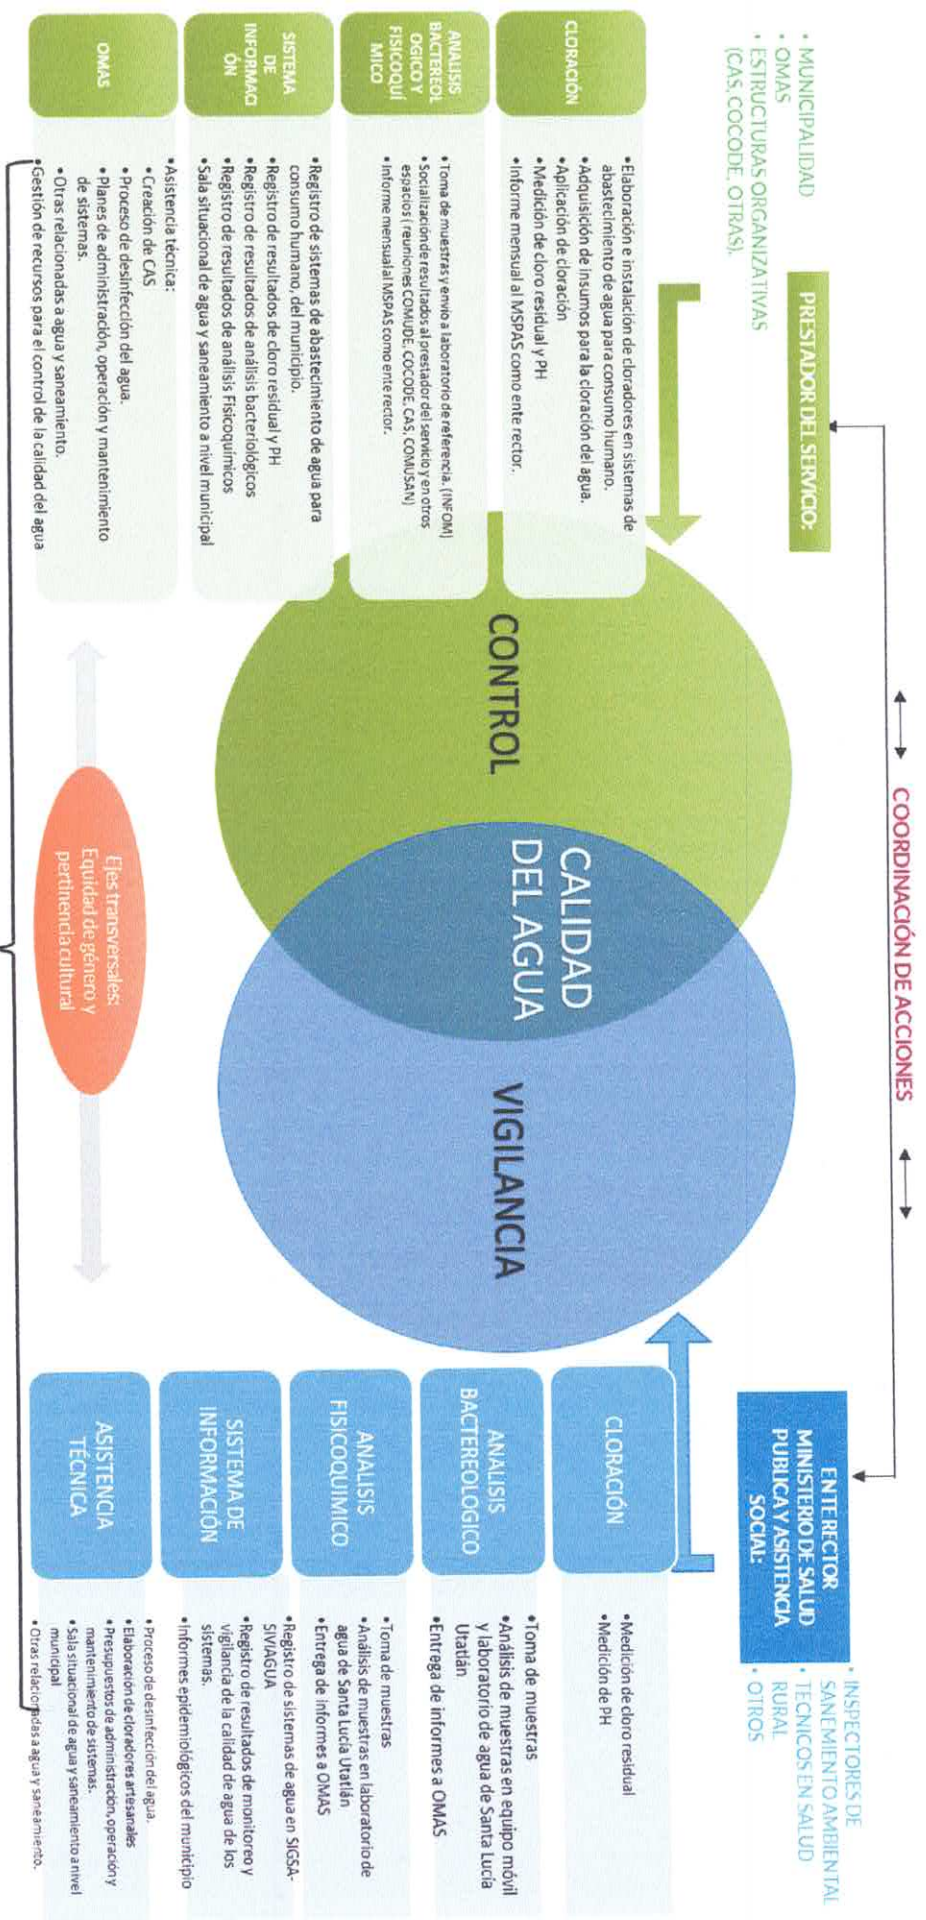 COORDINACIÓN DE ACCIONES
PRESTADOR DEL SERVICIO:
• MUNICIPALIDAD
• OMAS
• ESTRUCTURAS ORGANIZATIVAS
(CAS, COCODE, OTRAS).
CLORACIÓN
•Elaboración e instalación de cloradores en sistemas de
abastecimiento de agua para consumo humano.
•Adquisición de insumos para la cloración del agua.
•Aplicación de cloración
•Medición de cloro residual y PH
•Informe mensual al MSPAS como ente rector.
ANALISIS
BACTEREOL
OGICO Y
FISICOQUÍ
MICO
•Toma de muestras y envio a laboratorio de referencia. (INFOM)
•Socialización de resultados al prestador del servicio y en otros
espacios (reuniones COMUDE, COCODE, CAS, COMUSAN)
•Informe mensual al MSPAS como ente rector.
SISTEMA
DE
INFORMACI
ÓN
•Registro de sistemas de abastecimiento de agua para
consumo humano, del municipio.
•Registro de resultados de cloro residual y PH
•Registro de resultados de análisis bacteriológicos
•Registro de resultados de análisis Fisicoquímicos
•Sala situacional de agua y saneamiento a nivel municipal
OMAS
•Asistencia técnica:
•Creación de CAS
•Proceso de desinfección del agua.
•Planes de administración, operación y mantenimiento
de sistemas.
•Otras relacionadas a agua y saneamiento.
•Gestión de recursos para el control de la calidad del agua
CONTROL
CALIDAD
DEL AGUA
VIGILANCIA
Ejes transversales:
Equidad de género y
pertinencia cultural
ENTE RECTOR
MINISTERIO DE SALUD
PUBLICA Y ASISTENCIA
SOCIAL:
• INSPECTORES DE
SANEMIENTO AMBIENTAL
• TECNICOS EN SALUD
RURAL
• OTROS
CLORACIÓN
•Medición de cloro residual
•Medición de PH
ANALISIS
BACTEREOLOGICO
•Toma de muestras
•Análisis de muestras en equipo móvil
y laboratorio de agua de Santa Lucía
Utatlán
•Entrega de informes a OMAS
ANALISIS
FISICOQUIMICO
•Toma de muestras
•Análisis de muestras en laboratorio de
agua de Santa Lucía Utatlán
•Entrega de informes a OMAS
SISTEMA DE
INFORMACIÓN
•Registro de sistemas de agua en SIGSA-
SIVIAGUA
•Registro de resultados de monitoreo y
vigilancia de la calidad de agua de los
sistemas.
•Informes epidemiológicos del municipio
ASISTENCIA
TÉCNICA
•Proceso de desinfección del agua.
•Elaboración de cloradores artesanales
•Presupuestos de administración, operación y
mantenimiento de sistemas.
•Sala situacional de agua y saneamiento a nivel
municipal
•Otras relacionadas a agua y saneamiento.